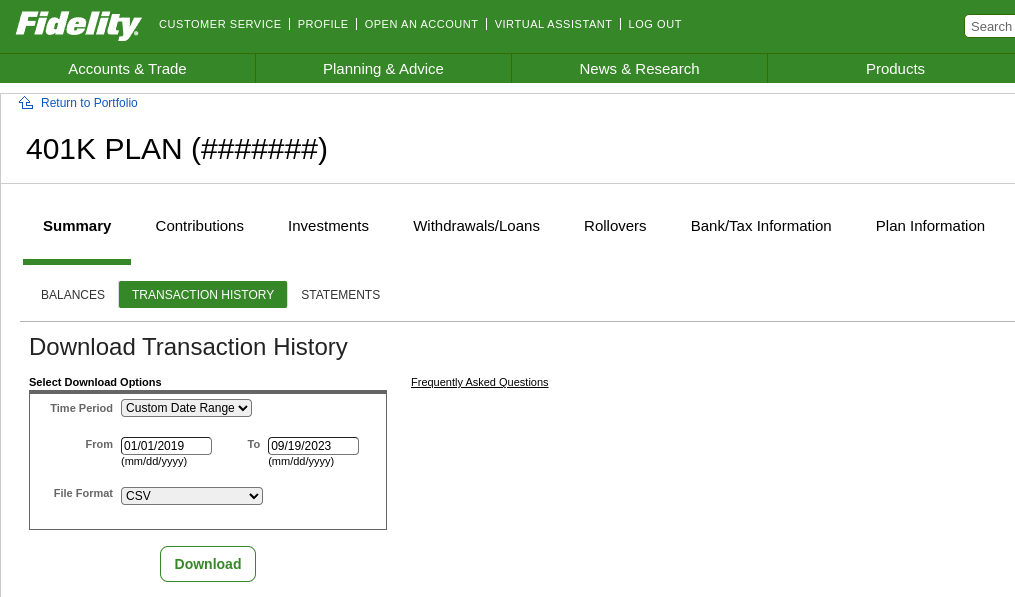 Fidelity CUSTOMER SERVICE PROFILE OPEN AN ACCOUNT VIRTUAL ASSISTANT LOG OUT Search
Accounts & Trade Planning & Advice News & Research Products
Return to Portfolio
401K PLAN (#######)
Summary Contributions Investments Withdrawals/Loans Rollovers Bank/Tax Information Plan Information
BALANCES TRANSACTION HISTORY STATEMENTS
Download Transaction History
Select Download Options
Frequently Asked Questions
Time Period Custom Date Range
From 01/01/2019 To 09/19/2023
(mm/dd/yyyy) (mm/dd/yyyy)
File Format CSV
Download